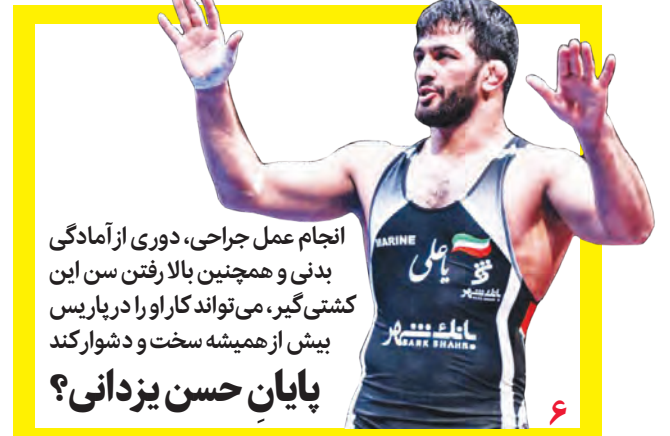 انجام عمل جراحی، دوری از آمادگی
بدنی و همچنین بالا رفتن سن این
کشتی‌گیر، می‌تواند کار او را در پاریس
بیش از همیشه سخت و دشوار کند
پایانِ حسن یزدانی؟
MARINE
یا علی
بانک شهر
بانک شهر
BANK SHAHR
۶